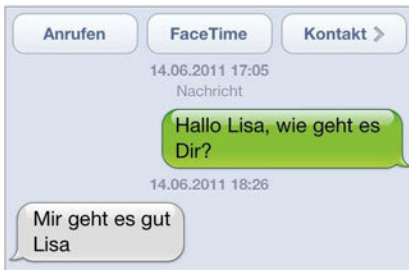 Anrufen
FaceTime
Kontakt
14.06.2011 17:05
Nachricht
Hallo Lisa, wie geht es
Dir?
14.06.2011 18:26
Mir geht es gut
Lisa